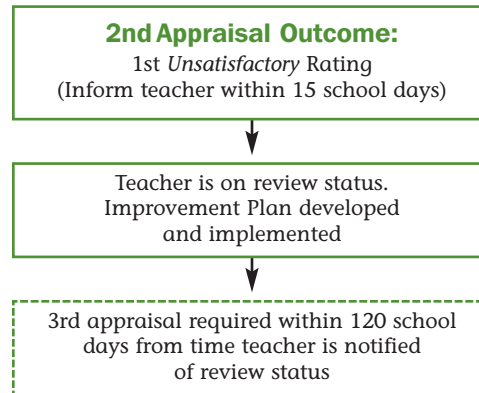 2nd Appraisal Outcome:
1st Unsatisfactory Rating
(Inform teacher within 15 school days)
Teacher is on review status.
Improvement Plan developed
and implemented
3rd appraisal required within 120 school
days from time teacher is notified
of review status